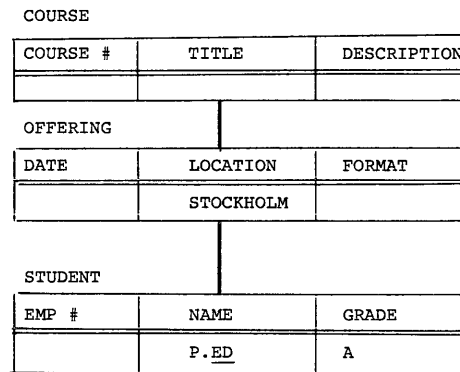 COURSE
COURSE # TITLE DESCRIPTION
OFFERING
DATE LOCATION FORMAT
STOCKHOLM
STUDENT
EMP # NAME GRADE
P.ED A